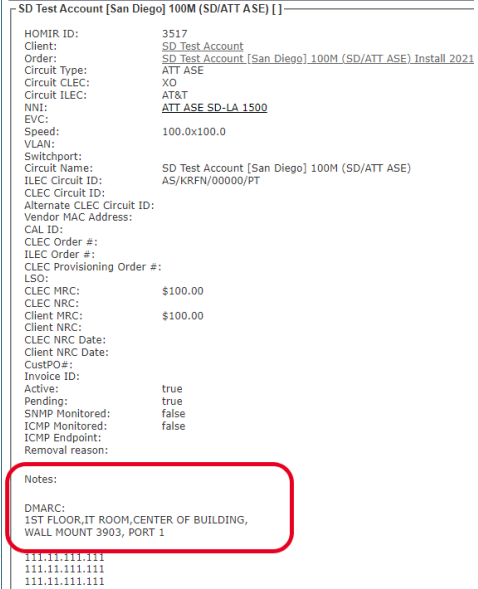 SD Test Account [San Diego] 100M (SD/ATT ASE) [ ]
HOMIR ID: 3517
Client: SD Test Account
Order: SD Test Account [San Diego] 100M (SD/ATT ASE) Install 2021
Circuit Type: ATT ASE
Circuit CLEC: XO
Circuit ILEC: AT&T
NNI: ATT ASE SD-LA 1500
EVC:
Speed: 100.0x100.0
VLAN:
Switchport:
Circuit Name: SD Test Account [San Diego] 100M (SD/ATT ASE)
ILEC Circuit ID: AS/KRFN/00000/PT
CLEC Circuit ID:
Alternate CLEC Circuit ID:
Vendor MAC Address:
CAL ID:
CLEC Order #:
ILEC Order #:
CLEC Provisioning Order #:
LSO:
CLEC MRC: $100.00
CLEC NRC:
Client MRC: $100.00
Client NRC:
CLEC NRC Date:
Client NRC Date:
CustPO#:
Invoice ID:
Active: true
Pending: true
SNMP Monitored: false
ICMP Monitored: false
ICMP Endpoint:
Removal reason:
Notes:
DMARC:
1ST FLOOR,IT ROOM,CENTER OF BUILDING,
WALL MOUNT 3903, PORT 1
111.11.111.111
111.11.111.111
111.11.111.111